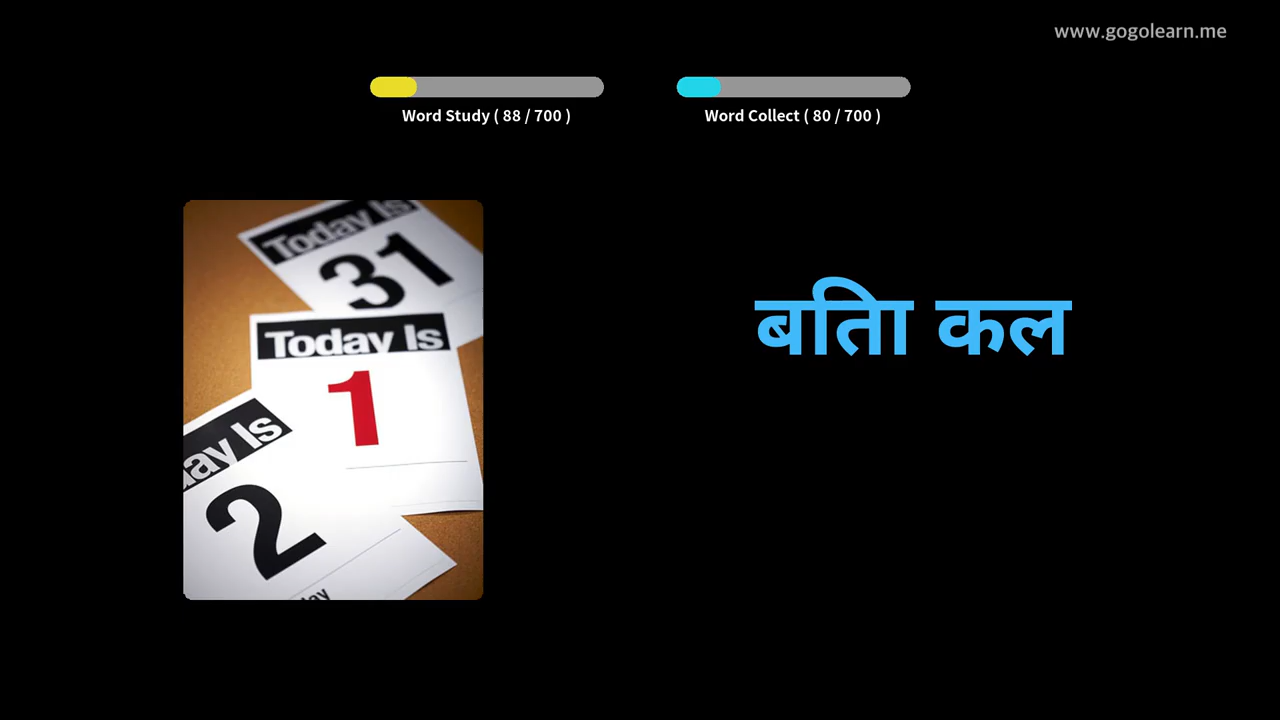 www.gogolearn.me
Word Study ( 88 / 700 )
Word Collect ( 80 / 700 )
Today Is
31
Today Is
1
ay Is
2
बतिा कल